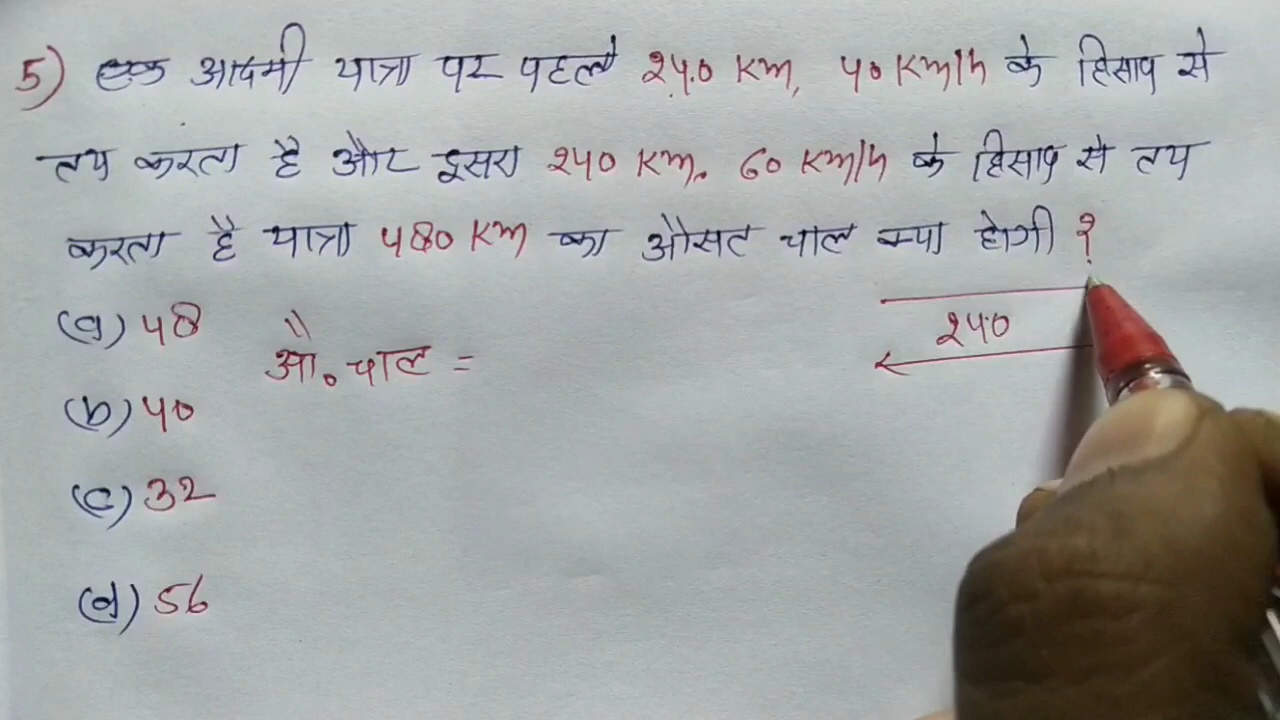 5) एक आदमी यात्रा पर पहले 240 Km, 40 Km/h के हिसाब से
तय करता है और दूसरा 240 Km. 60 Km/h के हिसाब से तय
करता है यात्रा 480 Km का औसत चाल क्या होगी ?
(a) 48
औ. चाल =
240
(b) 40
(c) 32
(d) 56